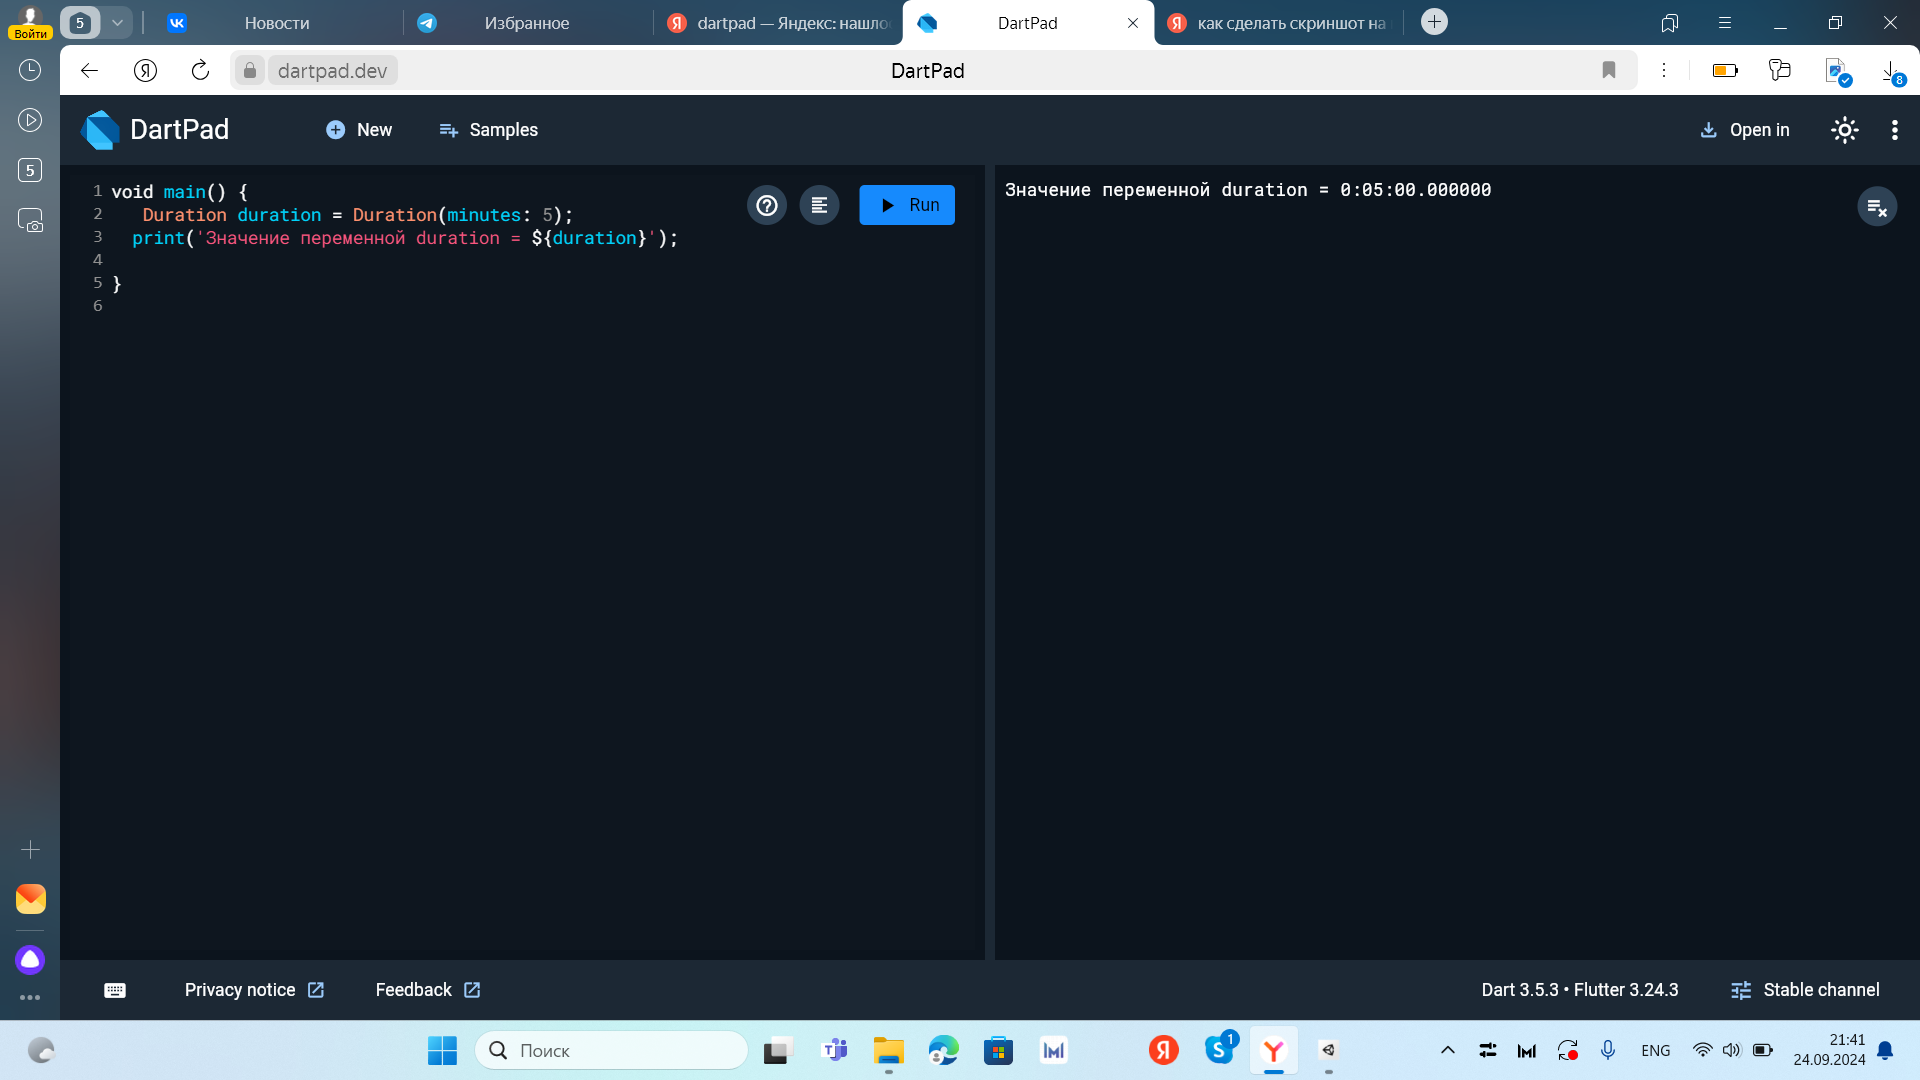 Войти
5
Новости
Избранное
dartpad — Яндекс: нашло
DartPad
как сделать скриншот на
dartpad.dev
DartPad
8
5
DartPad
New
Samples
Open in
1 void main() {
2 Duration duration = Duration(minutes: 5);
3 print('Значение переменной duration = ${duration}');
4
5 }
6
Run
Значение переменной duration = 0:05:00.000000
Privacy notice
Feedback
Dart 3.5.3 • Flutter 3.24.3
Stable channel
Поиск
1
ENG
21:41
24.09.2024